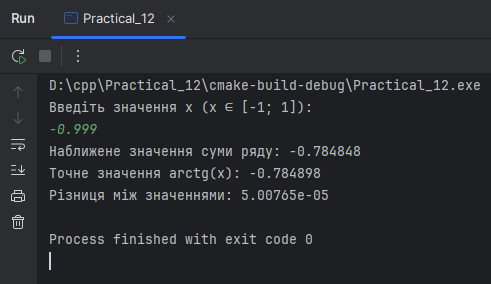 Run
Practical_12
D:\cpp\Practical_12\cmake-build-debug\Practical_12.exe
Введіть значення x (x ∈ [-1; 1]):
-0.999
Наближене значення суми ряду: -0.784848
Точне значення arctg(x): -0.784898
Різниця між значеннями: 5.00765e-05
Process finished with exit code 0